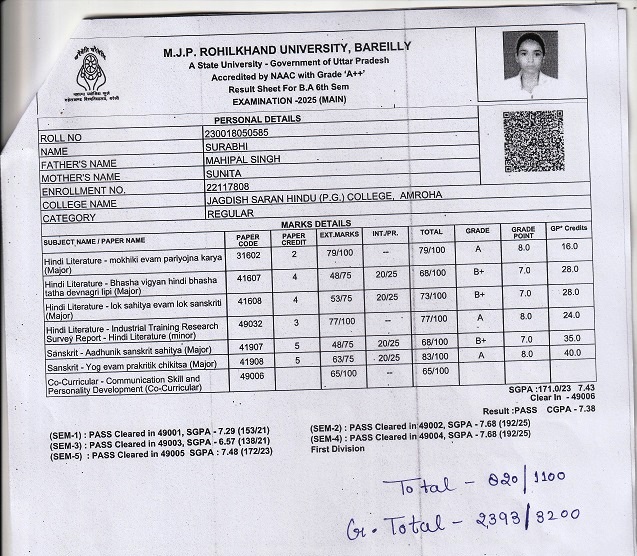 M.J.P. ROHILKHAND UNIVERSITY, BAREILLY
A State University - Government of Uttar Pradesh
Accredited by NAAC with Grade 'A++'
Result Sheet For B.A 6th Sem
EXAMINATION -2025 (MAIN)
PERSONAL DETAILS
ROLL NO 230018050585
NAME SURABHI
FATHER'S NAME MAHIPAL SINGH
MOTHER'S NAME SUNITA
ENROLLMENT NO. 22117808
COLLEGE NAME JAGDISH SARAN HINDU (P.G.) COLLEGE, AMROHA
CATEGORY REGULAR
MARKS DETAILS
SUBJECT NAME / PAPER NAME PAPER CODE PAPER CREDIT EXT.MARKS INT./PR. TOTAL GRADE GRADE POINT GP* Credits
Hindi Literature - mokhiki evam pariyojna karya (Major) 31602 2 79/100 -- 79/100 A 8.0 16.0
Hindi Literature - Bhasha vigyan hindi bhasha tatha devnagri lipi (Major) 41607 4 48/75 20/25 68/100 B+ 7.0 28.0
Hindi Literature - lok sahitya evam lok sanskriti (Major) 41608 4 53/75 20/25 73/100 B+ 7.0 28.0
Hindi Literature - Industrial Training Research Survey Report - Hindi Literature (minor) 49032 3 77/100 -- 77/100 A 8.0 24.0
Sanskrit - Aadhunik sanskrit sahitya (Major) 41907 5 48/75 20/25 68/100 B+ 7.0 35.0
Sanskrit - Yog evam prakritik chikitsa (Major) 41908 5 63/75 20/25 83/100 A 8.0 40.0
Co-Curricular - Communication Skill and Personality Development (Co-Curricular) 49006 65/100 -- 65/100
SGPA :171.0/23 7.43
Clear In - 49006
Result :PASS CGPA - 7.38
(SEM-1) : PASS Cleared in 49001, SGPA - 7.29 (153/21) (SEM-2) : PASS Cleared in 49002, SGPA - 7.68 (192/25)
(SEM-3) : PASS Cleared in 49003, SGPA - 6.57 (138/21) (SEM-4) : PASS Cleared in 49004, SGPA - 7.68 (192/25)
(SEM-5) : PASS Cleared in 49005 SGPA : 7.48 (172/23) First Division
Total - 820/1100
Gr. Total - 2393/3200